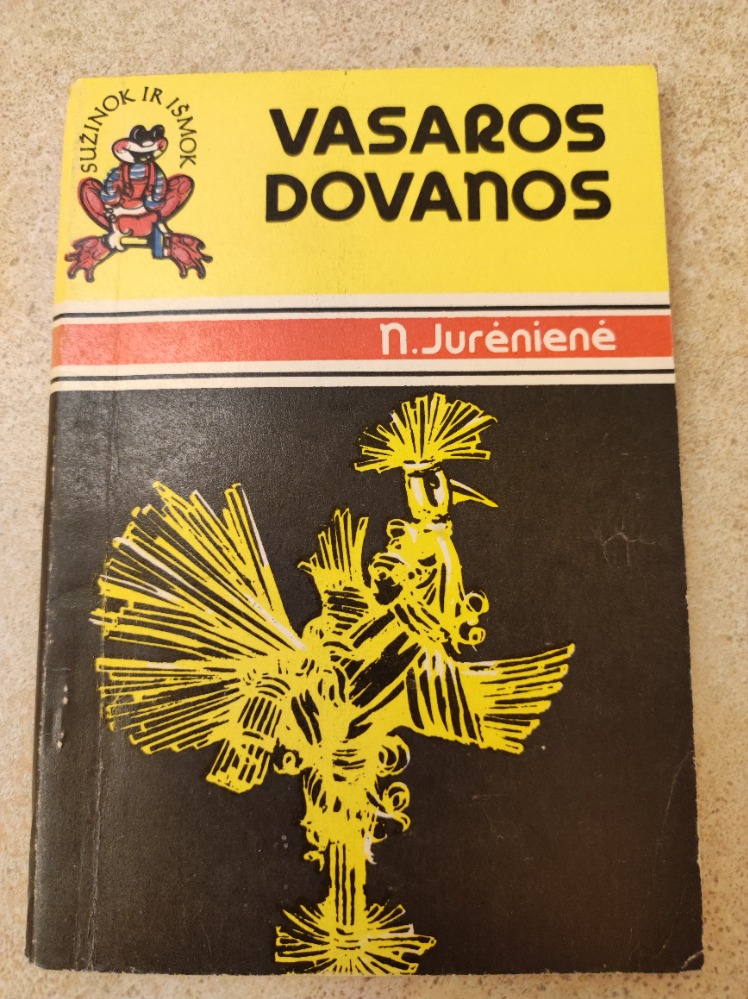 SUŽINOK IR IŠMOK
VASAROS
DOVANOS
N.Jurėnienė